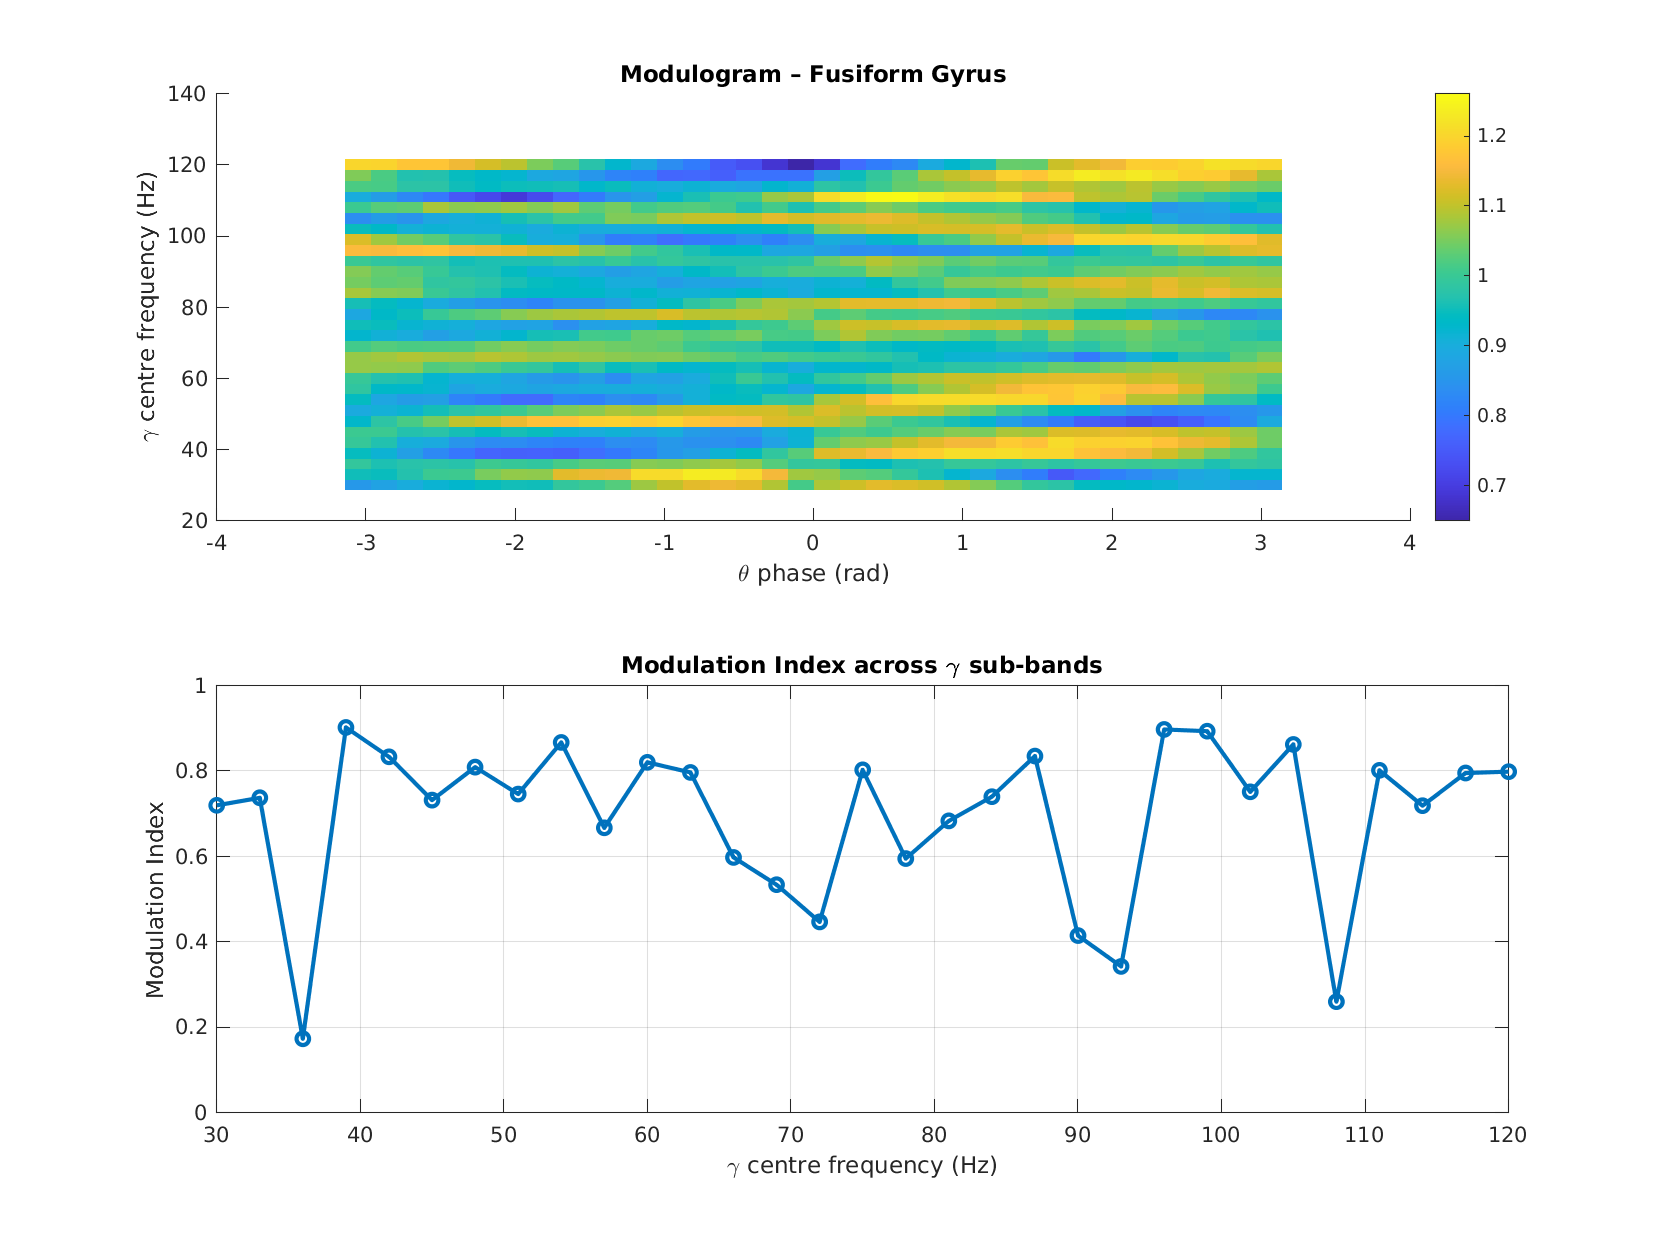 Modulogram – Fusiform Gyrus
140
120
100
80
60
40
20
γ centre frequency (Hz)
-4 -3 -2 -1 0 1 2 3 4
θ phase (rad)
1.2
1.1
1
0.9
0.8
0.7
Modulation Index across γ sub-bands
1
0.8
0.6
0.4
0.2
0
Modulation Index
30 40 50 60 70 80 90 100 110 120
γ centre frequency (Hz)